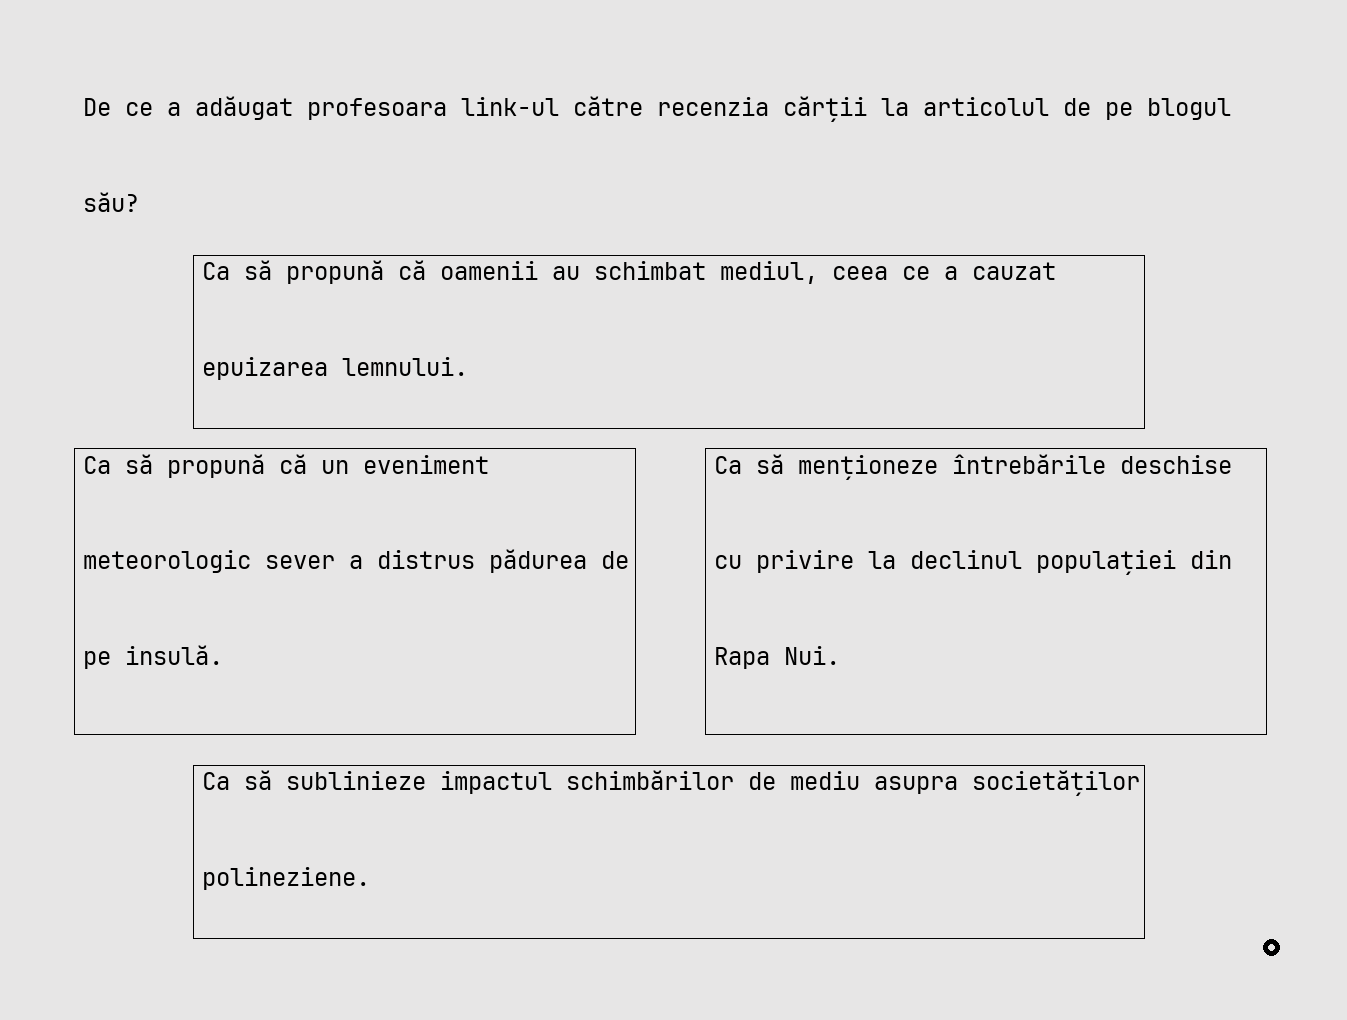 De ce a adăugat profesoara link-ul către recenzia cărții la articolul de pe blogul
său?
Ca să propună că oamenii au schimbat mediul, ceea ce a cauzat
epuizarea lemnului.
Ca să propună că un eveniment
meteorologic sever a distrus pădurea de
pe insulă.
Ca să menționeze întrebările deschise
cu privire la declinul populației din
Rapa Nui.
Ca să sublinieze impactul schimbărilor de mediu asupra societăților
polineziene.